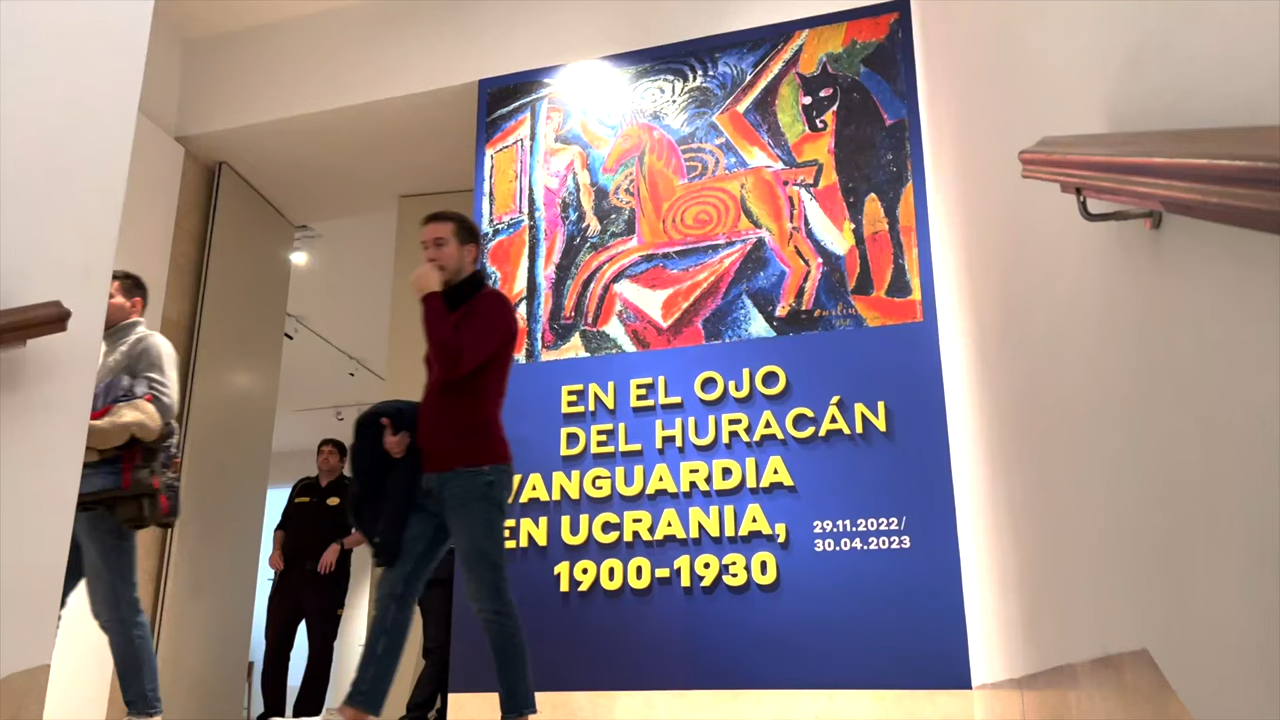 EN EL OJO
DEL HURACÁN
VANGUARDIA
EN UCRANIA,
1900-1930
29.11.2022/
30.04.2023